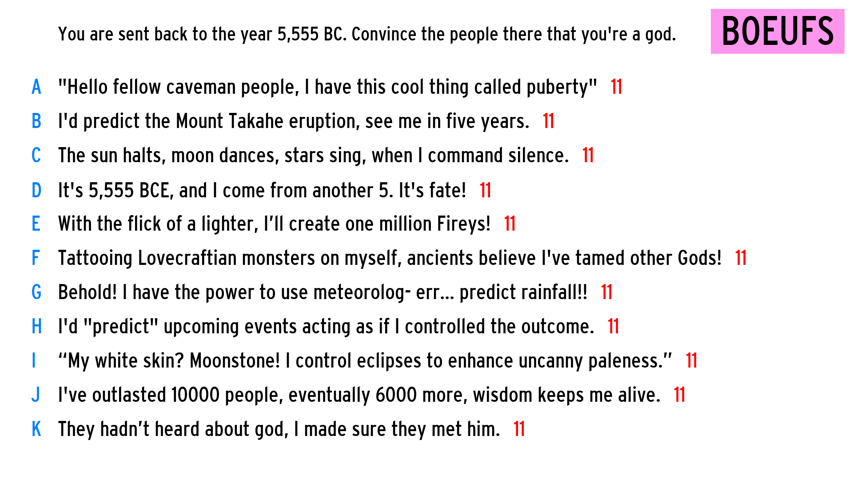 You are sent back to the year 5,555 BC. Convince the people there that you're a god.
BOEUFS
A "Hello fellow caveman people, I have this cool thing called puberty" 11
B I'd predict the Mount Takahe eruption, see me in five years. 11
C The sun halts, moon dances, stars sing, when I command silence. 11
D It's 5,555 BCE, and I come from another 5. It's fate! 11
E With the flick of a lighter, I’ll create one million Fireys! 11
F Tattooing Lovecraftian monsters on myself, ancients believe I've tamed other Gods! 11
G Behold! I have the power to use meteorolog- err... predict rainfall!! 11
H I'd "predict" upcoming events acting as if I controlled the outcome. 11
I “My white skin? Moonstone! I control eclipses to enhance uncanny paleness.” 11
J I've outlasted 10000 people, eventually 6000 more, wisdom keeps me alive. 11
K They hadn’t heard about god, I made sure they met him. 11